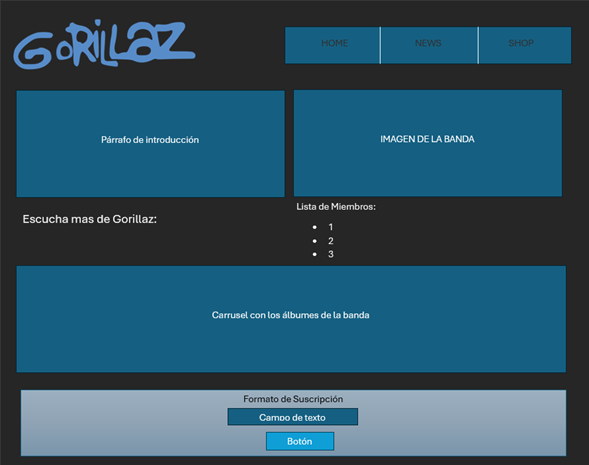 GORILLAZ
HOME
NEWS
SHOP
Párrafo de introducción
IMAGEN DE LA BANDA
Escucha mas de Gorillaz:
Lista de Miembros:
• 1
• 2
• 3
Carrusel con los álbumes de la banda
Formato de Suscripción
Campo de texto
Botón